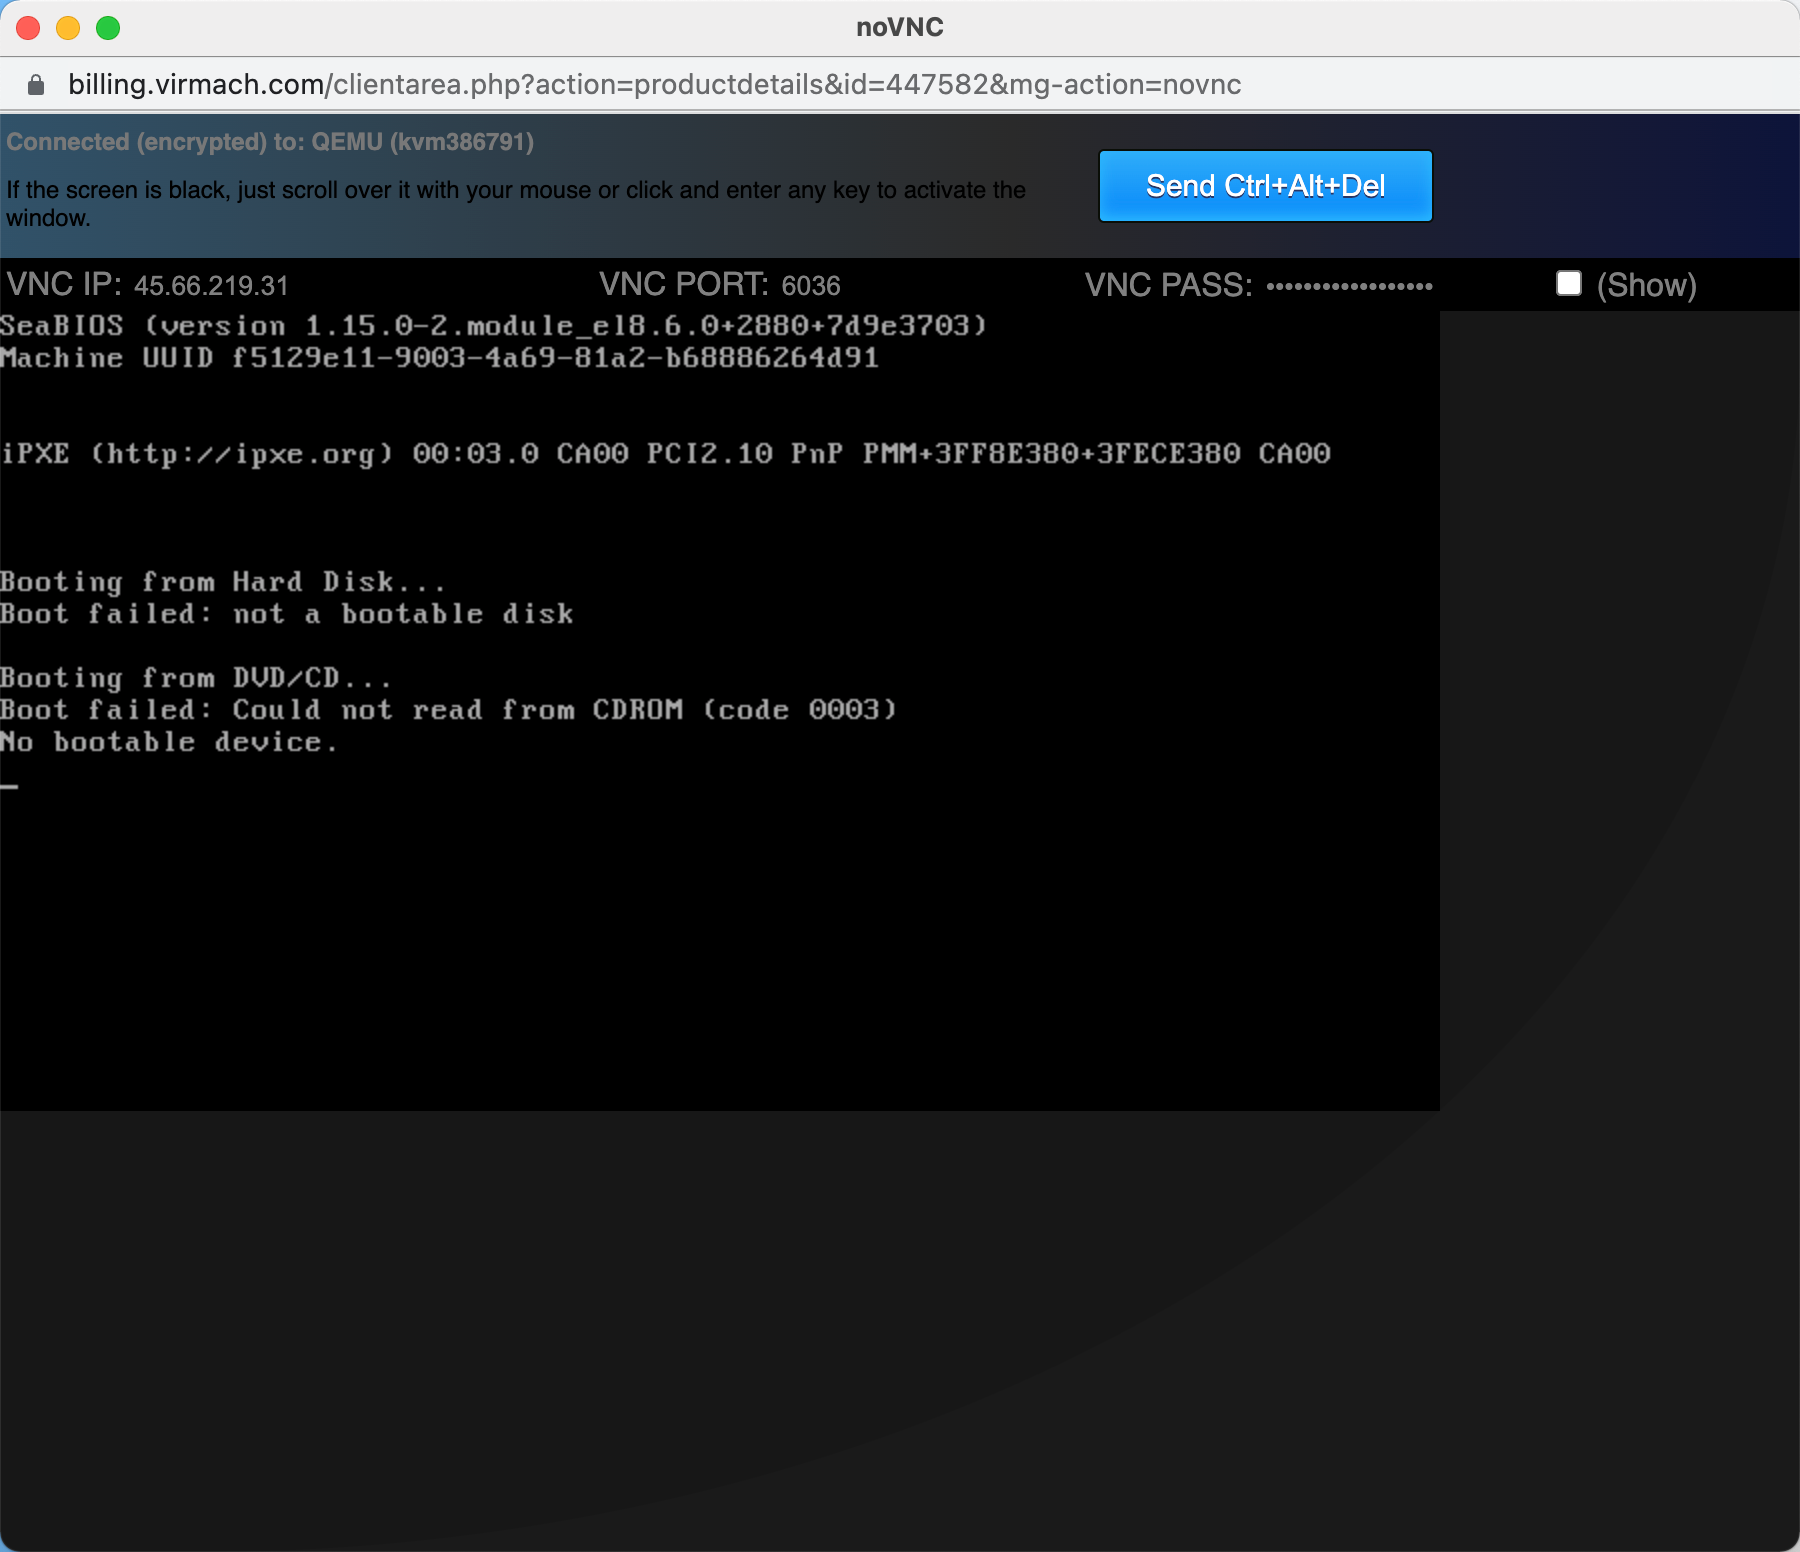 noVNC
billing.virmach.com/clientarea.php?action=productdetails&id=447582&mg-action=novnc
Connected (encrypted) to: QEMU (kvm386791)
If the screen is black, just scroll over it with your mouse or click and enter any key to activate the
window.
Send Ctrl+Alt+Del
VNC IP: 45.66.219.31 VNC PORT: 6036 VNC PASS: •••••••••••••••••• (Show)
SeaBIOS (version 1.15.0-2.module_el8.6.0+2880+7d9e3703)
Machine UUID f5129e11-9003-4a69-81a2-b68886264d91
iPXE (http://ipxe.org) 00:03.0 CA00 PCI2.10 PnP PMM+3FF8E380+3FECE380 CA00
Booting from Hard Disk...
Boot failed: not a bootable disk
Booting from DVD/CD...
Boot failed: Could not read from CDROM (code 0003)
No bootable device.
_